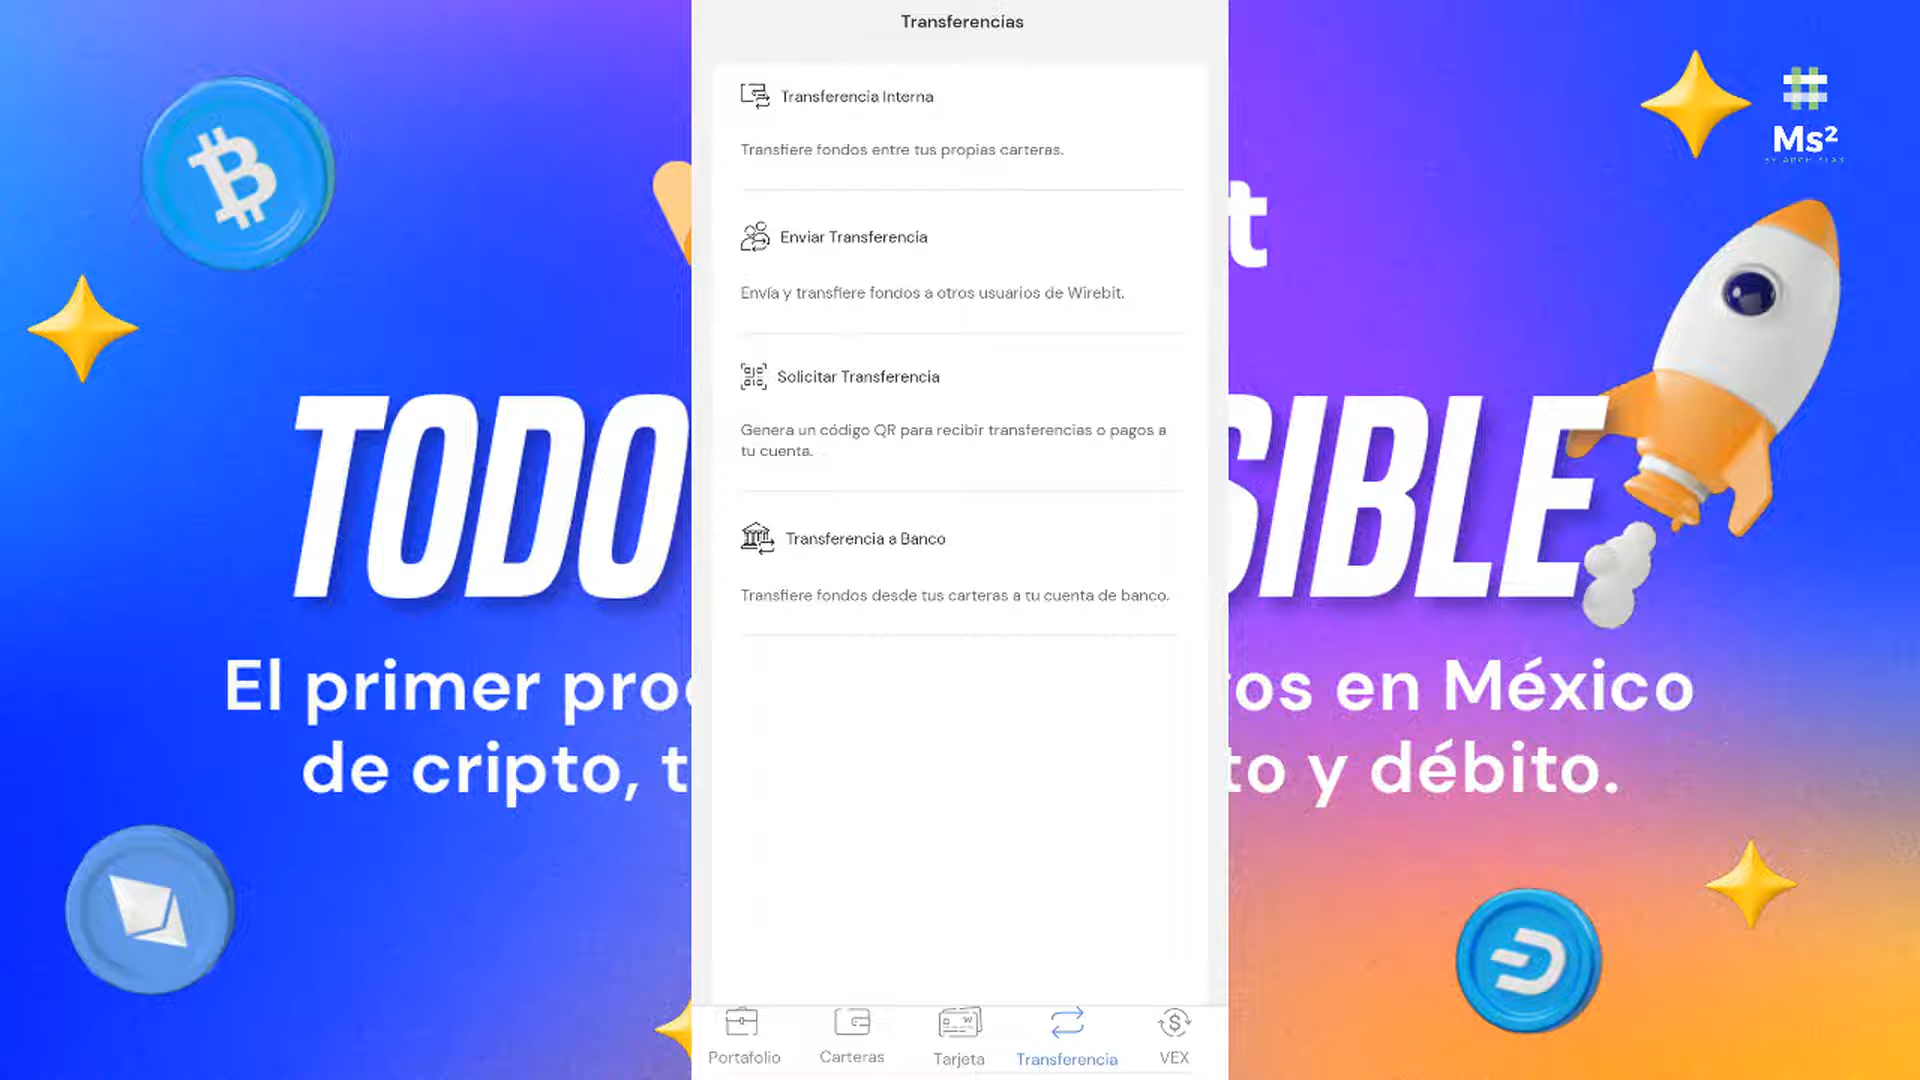 Transferencias
Transferencia Interna
Transfiere fondos entre tus propias carteras.
Enviar Transferencia
Envía y transfiere fondos a otros usuarios de Wirebit.
Solicitar Transferencia
Genera un código QR para recibir transferencias o pagos a
tu cuenta.
Transferencia a Banco
Transfiere fondos desde tus carteras a tu cuenta de banco.
Portafolio
Carteras
Tarjeta
Transferencia
VEX
Ms²
t
TODO SIBLE
El primer pro os en México
de cripto, t to y débito.